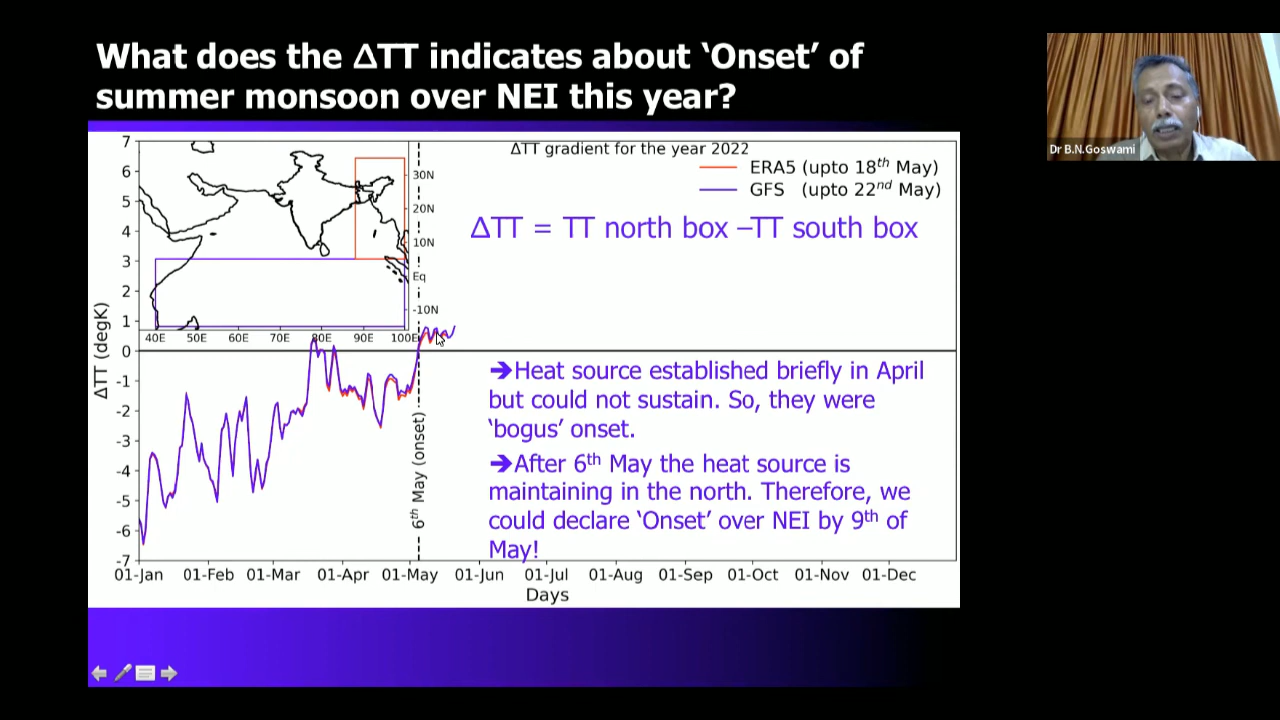 What does the ΔTT indicates about ‘Onset’ of
summer monsoon over NEI this year?
Dr B.N.Goswami
ΔTT gradient for the year 2022
ERA5 (upto 18th May)
GFS (upto 22nd May)
ΔTT = TT north box –TT south box
30N
20N
10N
Eq
-10N
40E 50E 60E 70E 80E 90E 100E
ΔTT (degK)
7
6
5
4
3
2
1
0
-1
-2
-3
-4
-5
-6
-7
6th May (onset)
➔Heat source established briefly in April
but could not sustain. So, they were
‘bogus’ onset.
➔After 6th May the heat source is
maintaining in the north. Therefore, we
could declare ‘Onset’ over NEI by 9th of
May!
01-Jan 01-Feb 01-Mar 01-Apr 01-May 01-Jun 01-Jul 01-Aug 01-Sep 01-Oct 01-Nov 01-Dec
Days